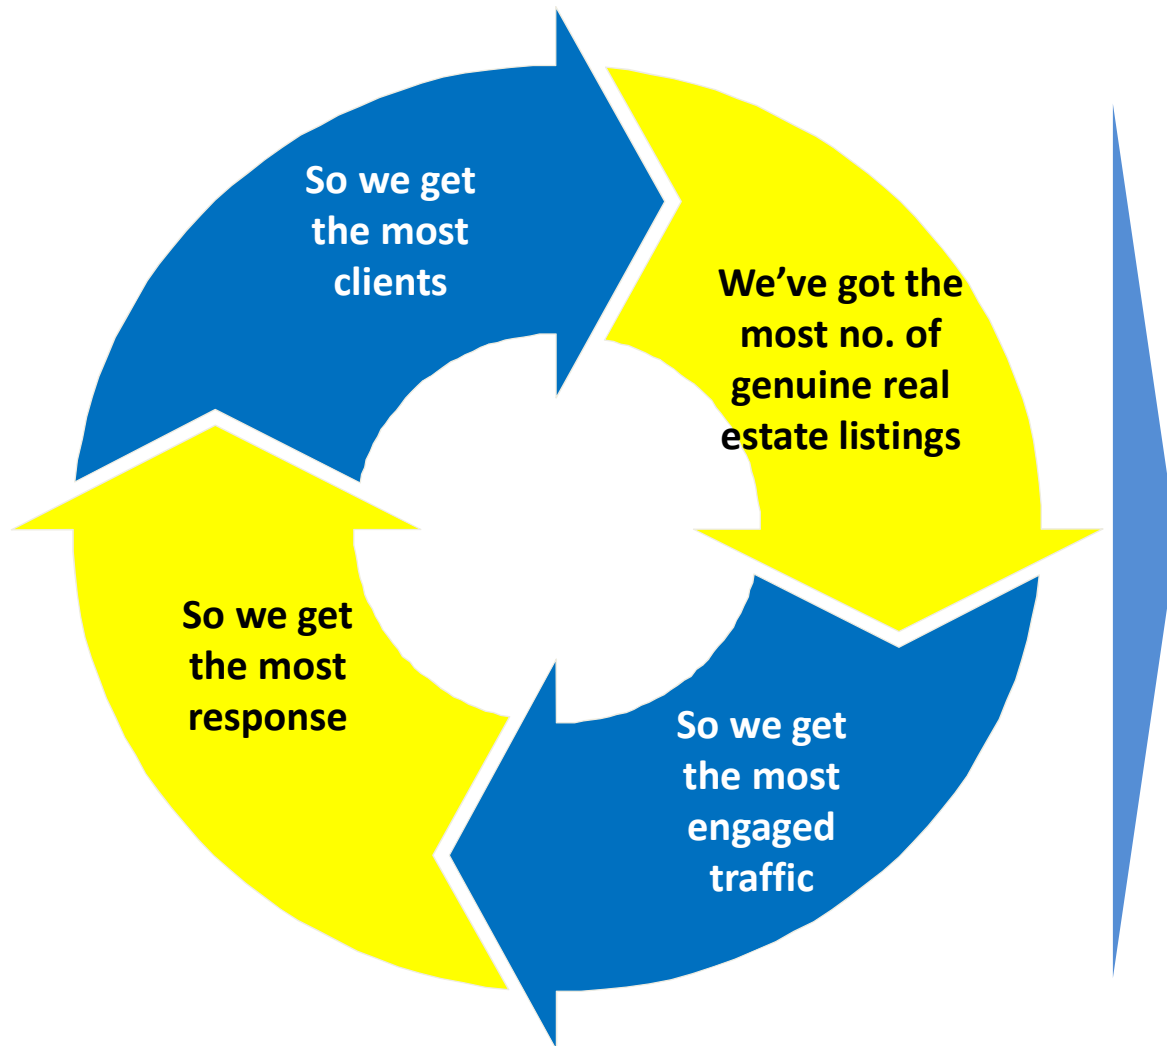 So we get
the most
clients
We’ve got the
most no. of
genuine real
estate listings
So we get
the most
response
So we get
the most
engaged
traffic